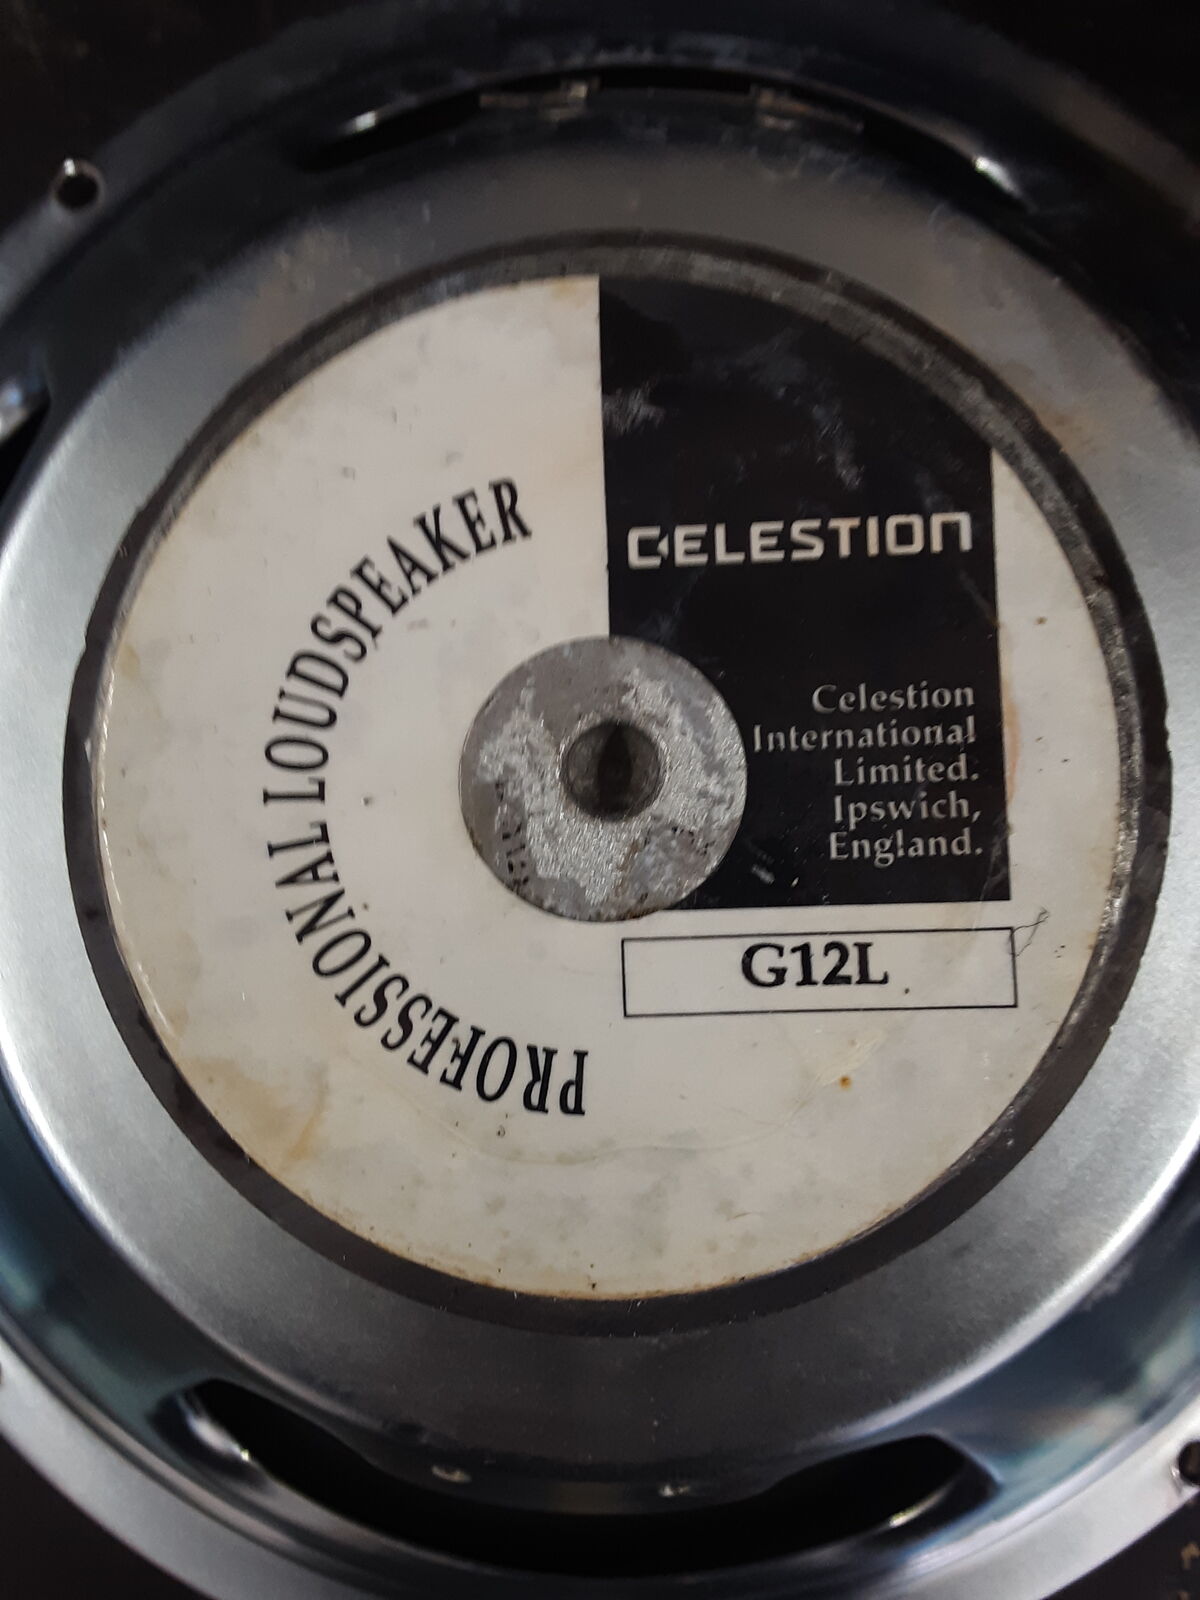 PROFESSIONAL LOUDSPEAKER
CELESTION
Celestion
International
Limited.
Ipswich,
England.
G12L